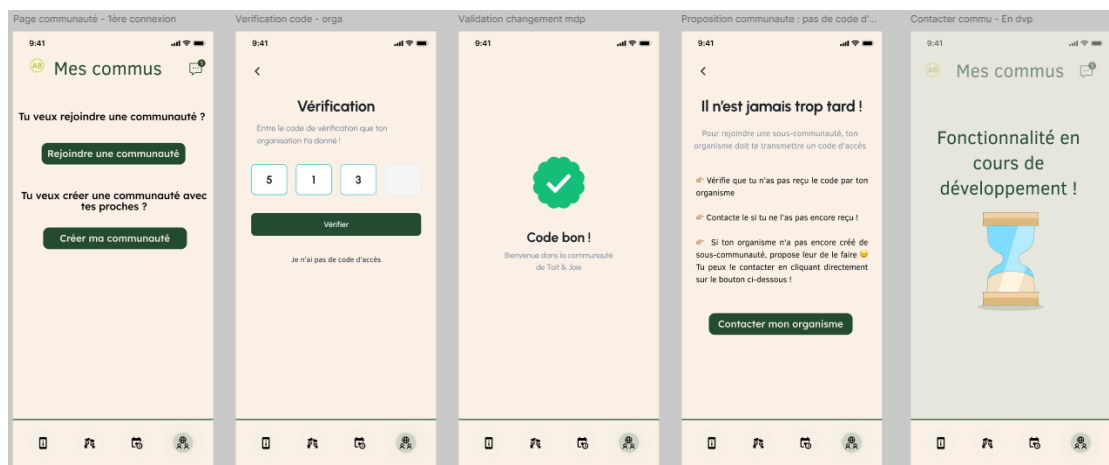 Page communauté - 1ère connexion
9:41
AB
Mes commus
1
Tu veux rejoindre une communauté ?
Rejoindre une communauté
Tu veux créer une communauté avec
tes proches ?
Créer ma communauté
Verification code - orga
9:41
Vérification
Entre le code de vérification que ton
organisation t'a donné !
5 1 3
Vérifier
Je n'ai pas de code d'accès
Validation changement mdp
9:41
Code bon !
Bienvenue dans la communauté
de Toit & Joie
Proposition communaute : pas de code d'...
9:41
Il n'est jamais trop tard !
Pour rejoindre une sous-communauté, ton
organisme doit te transmettre un code d'accès
👉 Vérifie que tu n'as pas reçu le code par ton
organisme
👉 Contacte le si tu ne l'as pas encore reçu !
👉 Si ton organisme n'a pas encore créé de
sous-communauté, propose leur de le faire 😉
Tu peux le contacter en cliquant directement
sur le bouton ci-dessous !
Contacter mon organisme
Contacter commu - En dvp
9:41
AB
Mes commus
1
Fonctionnalité en
cours de
développement !